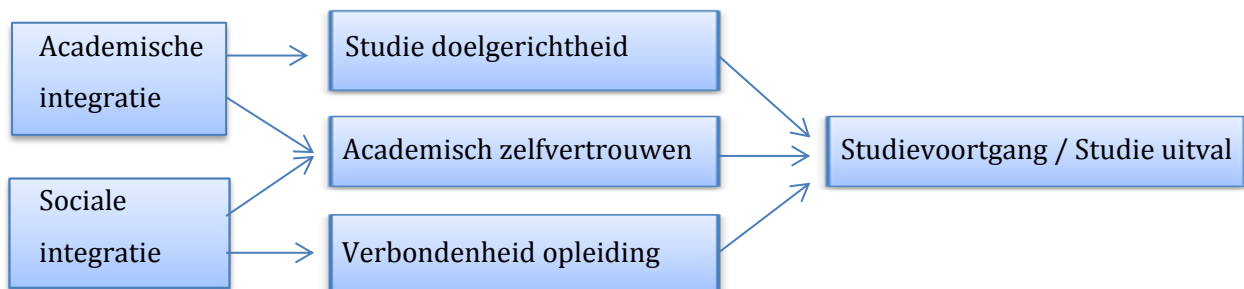 Academische
integratie
Studie doelgerichtheid
Academisch zelfvertrouwen
Studievoortgang / Studie uitval
Sociale
integratie
Verbondenheid opleiding